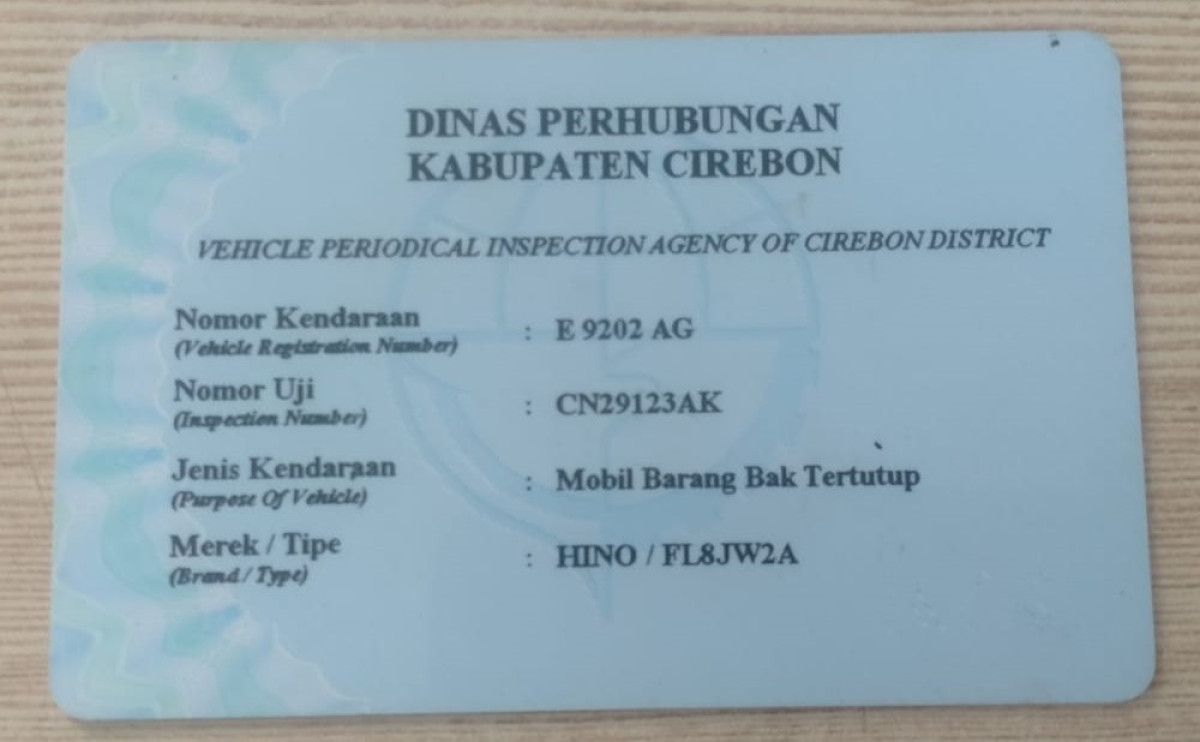 DINAS PERHUBUNGAN
KABUPATEN CIREBON
VEHICLE PERIODICAL INSPECTION AGENCY OF CIREBON DISTRICT
Nomor Kendaraan : E 9202 AG
(Vehicle Registration Number)
Nomor Uji : CN29123AK
(Inspection Number)
Jenis Kendaraan : Mobil Barang Bak Tertutup
(Purpose Of Vehicle)
Merek / Tipe : HINO / FL8JW2A
(Brand / Type)